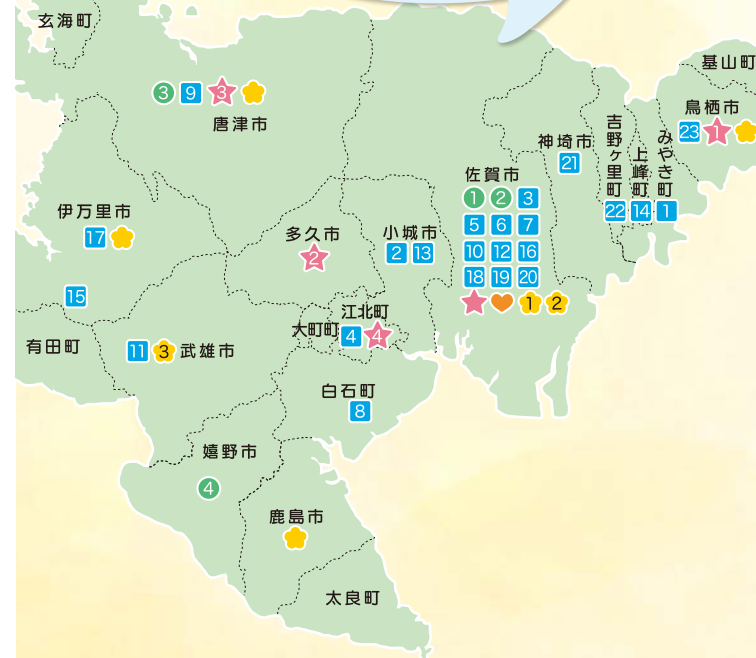 玄海町
基山町
3 9 3
唐津市
鳥栖市
23 1
神埼市
21
吉野ヶ里町
22
上峰町
14
みやき町
1
佐賀市
1 2 3
5 6 7
10 12 16
18 19 20
1 2
伊万里市
17
多久市
2
小城市
2 13
15
江北町
4 4
大町町
有田町
11 3 武雄市
白石町
8
嬉野市
4
鹿島市
太良町